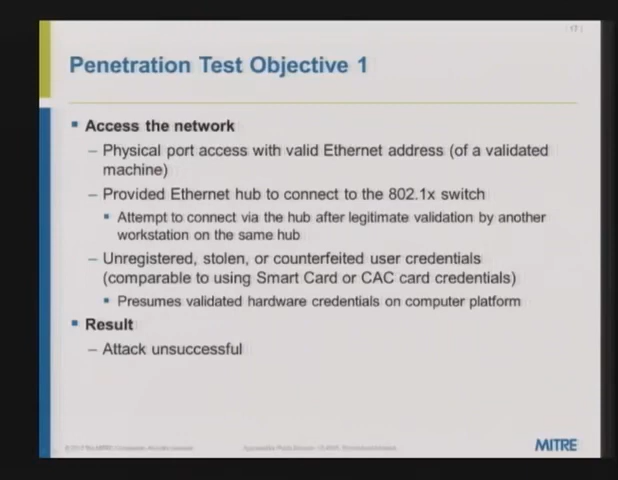 17
Penetration Test Objective 1
▪ Access the network
– Physical port access with valid Ethernet address (of a validated
machine)
– Provided Ethernet hub to connect to the 802.1x switch
▪ Attempt to connect via the hub after legitimate validation by another
workstation on the same hub
– Unregistered, stolen, or counterfeited user credentials
(comparable to using Smart Card or CAC card credentials)
▪ Presumes validated hardware credentials on computer platform
▪ Result
– Attack unsuccessful
MITRE